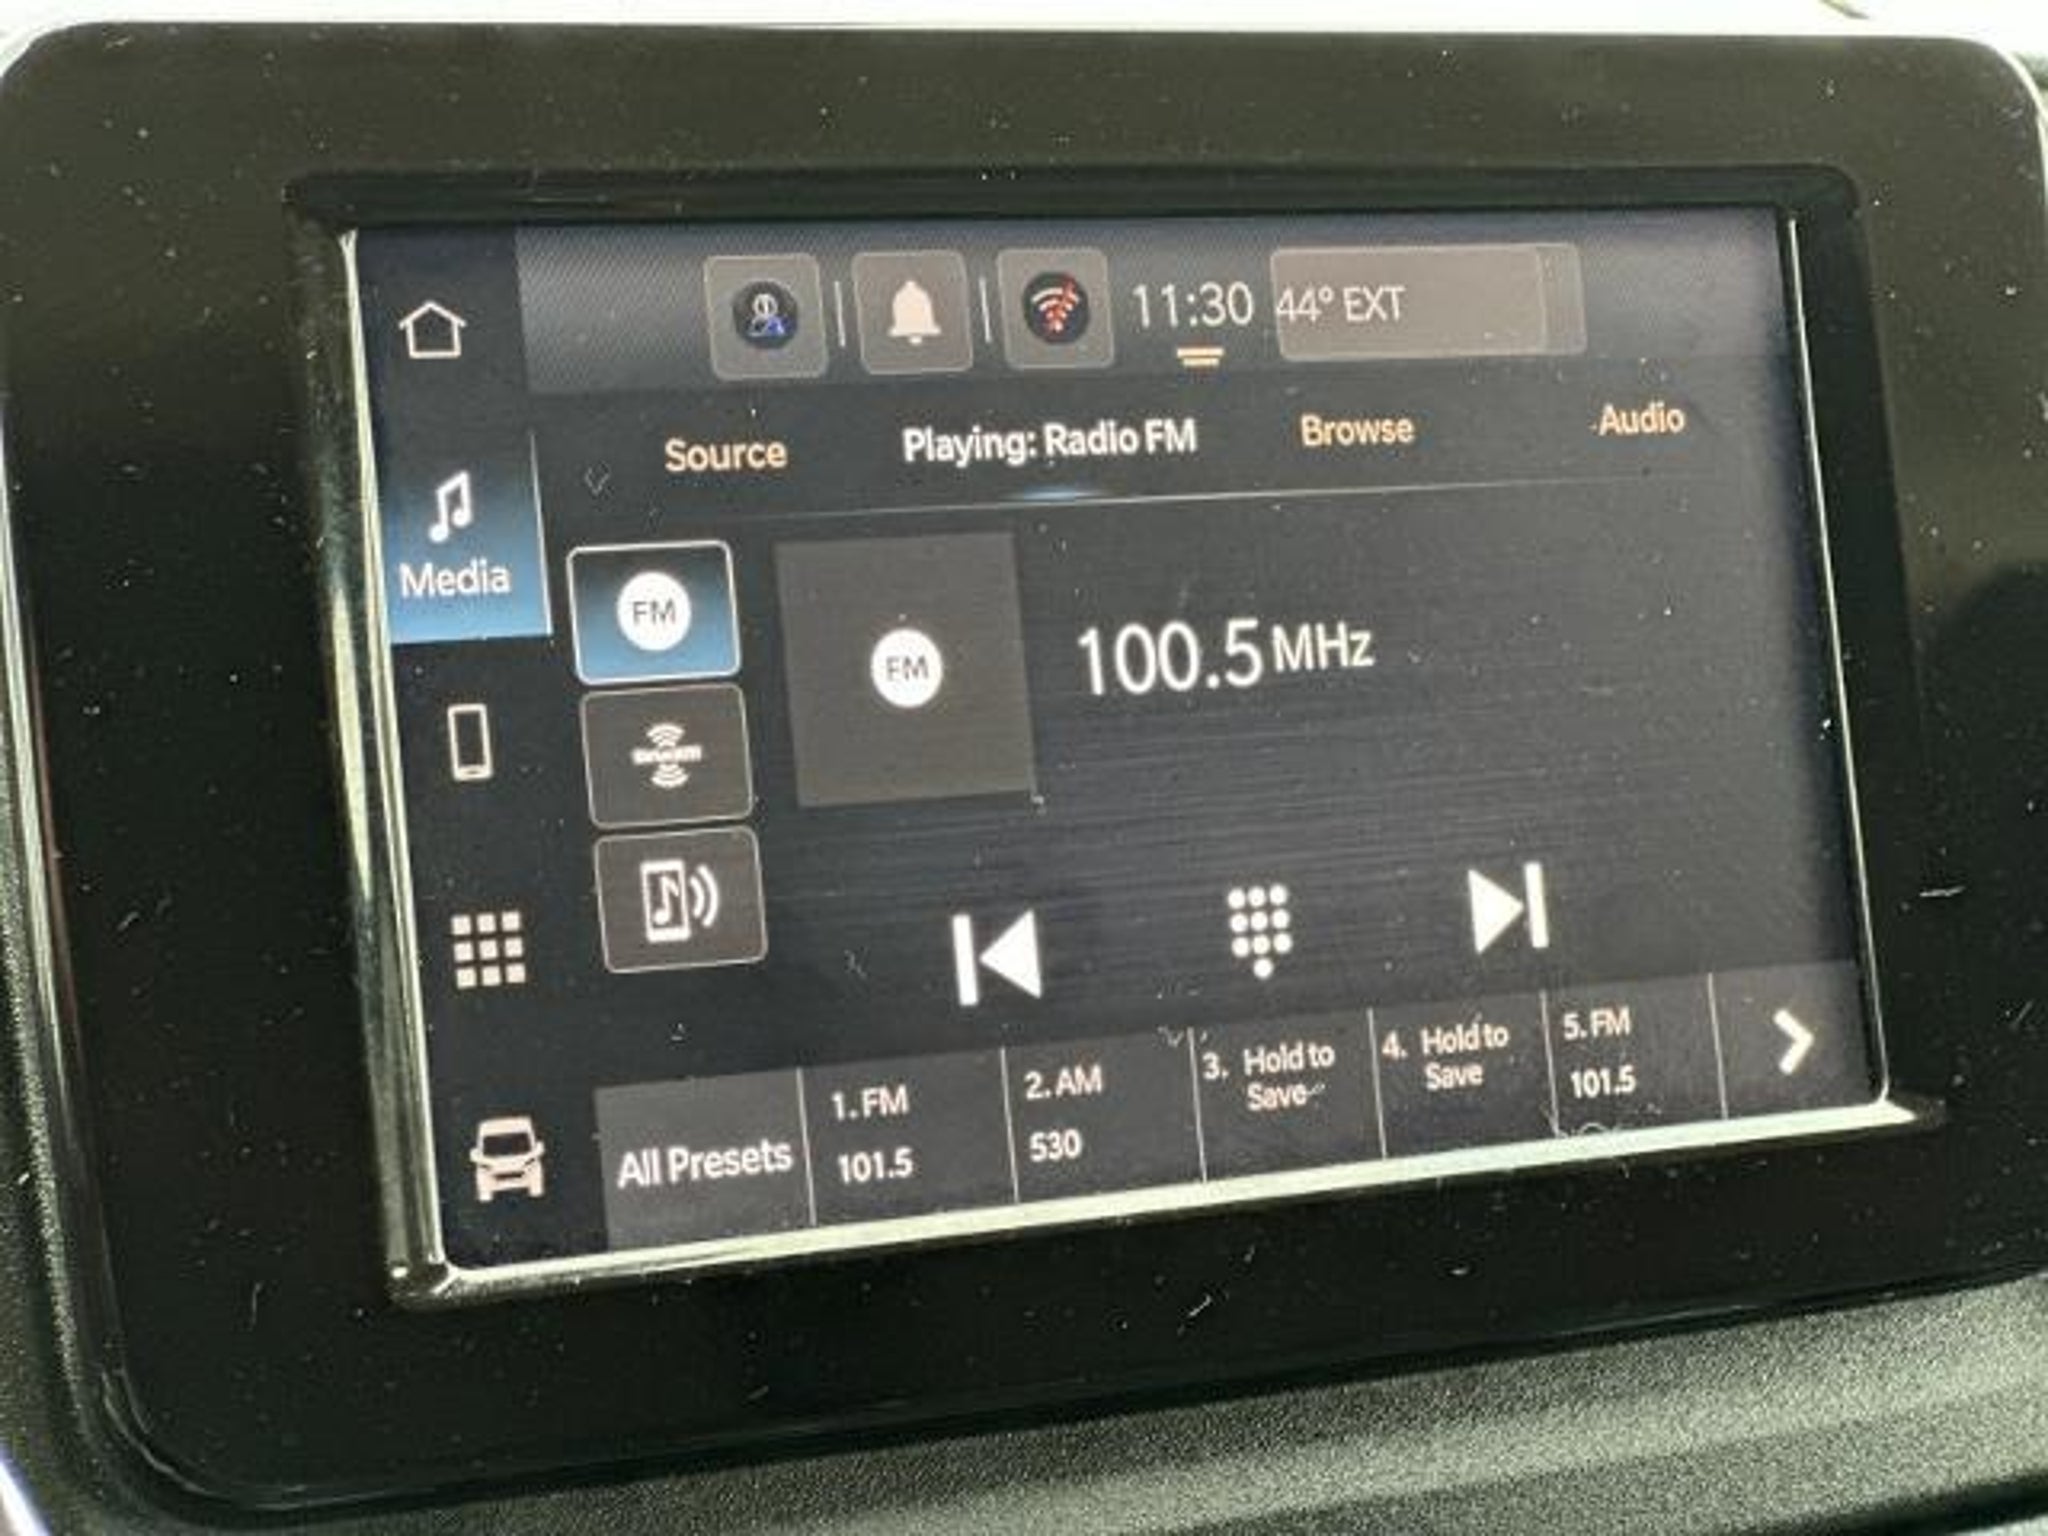 11:30 44° EXT
Source Playing: Radio FM Browse Audio
Media
FM
FM
100.5 MHz
SiriusXM
All Presets
1. FM
101.5
2. AM
530
3. Hold to
Save
4. Hold to
Save
5. FM
101.5